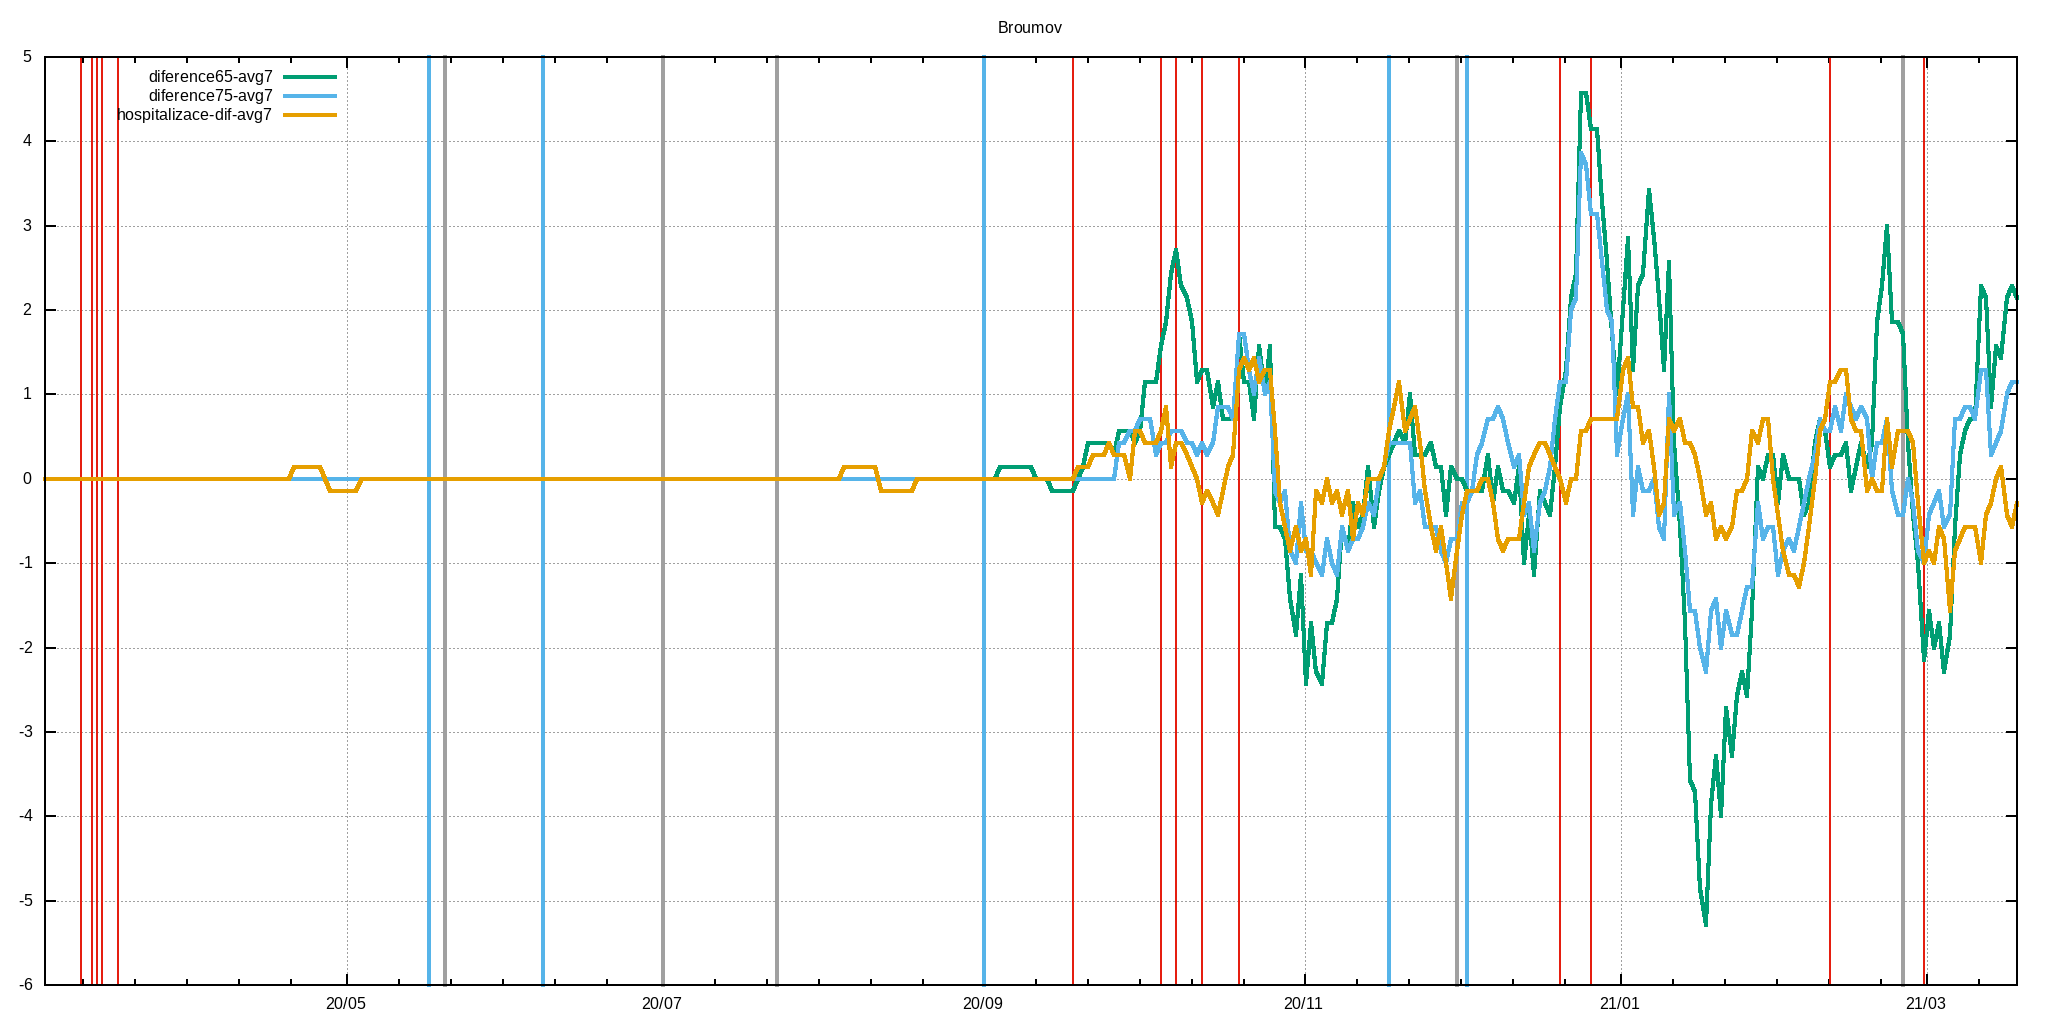 Broumov
5
4
3
2
1
0
-1
-2
-3
-4
-5
-6
diference65-avg7
diference75-avg7
hospitalizace-dif-avg7
20/05 20/07 20/09 20/11 21/01 21/03